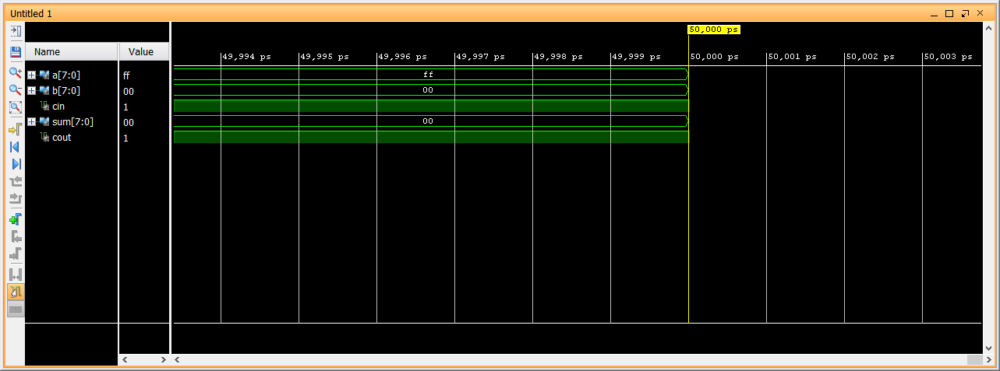 Untitled 1
50,000 ps
Name Value
49,994 ps 49,995 ps 49,996 ps 49,997 ps 49,998 ps 49,999 ps 50,000 ps 50,001 ps 50,002 ps 50,003 ps
a[7:0] ff ff
b[7:0] 00 00
cin 1
sum[7:0] 00 00
cout 1